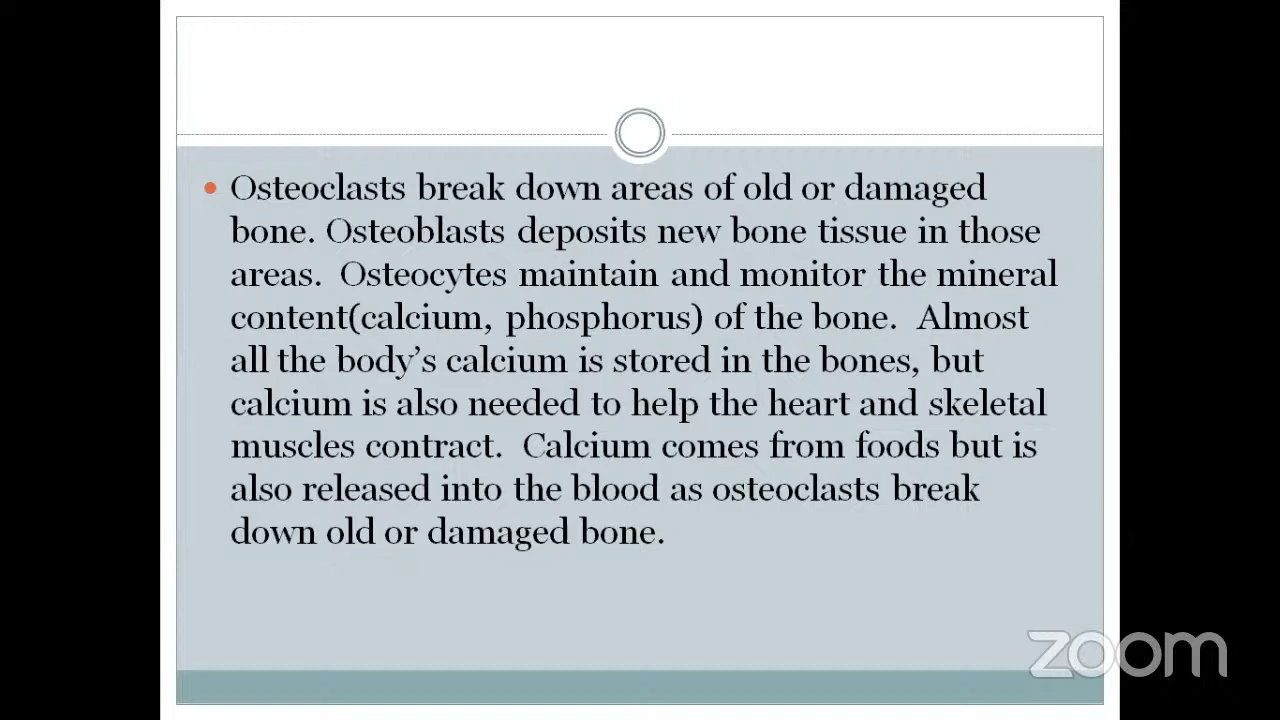 • Osteoclasts break down areas of old or damaged
bone. Osteoblasts deposits new bone tissue in those
areas.  Osteocytes maintain and monitor the mineral
content(calcium, phosphorus) of the bone.  Almost
all the body’s calcium is stored in the bones, but
calcium is also needed to help the heart and skeletal
muscles contract.  Calcium comes from foods but is
also released into the blood as osteoclasts break
down old or damaged bone.
zoom